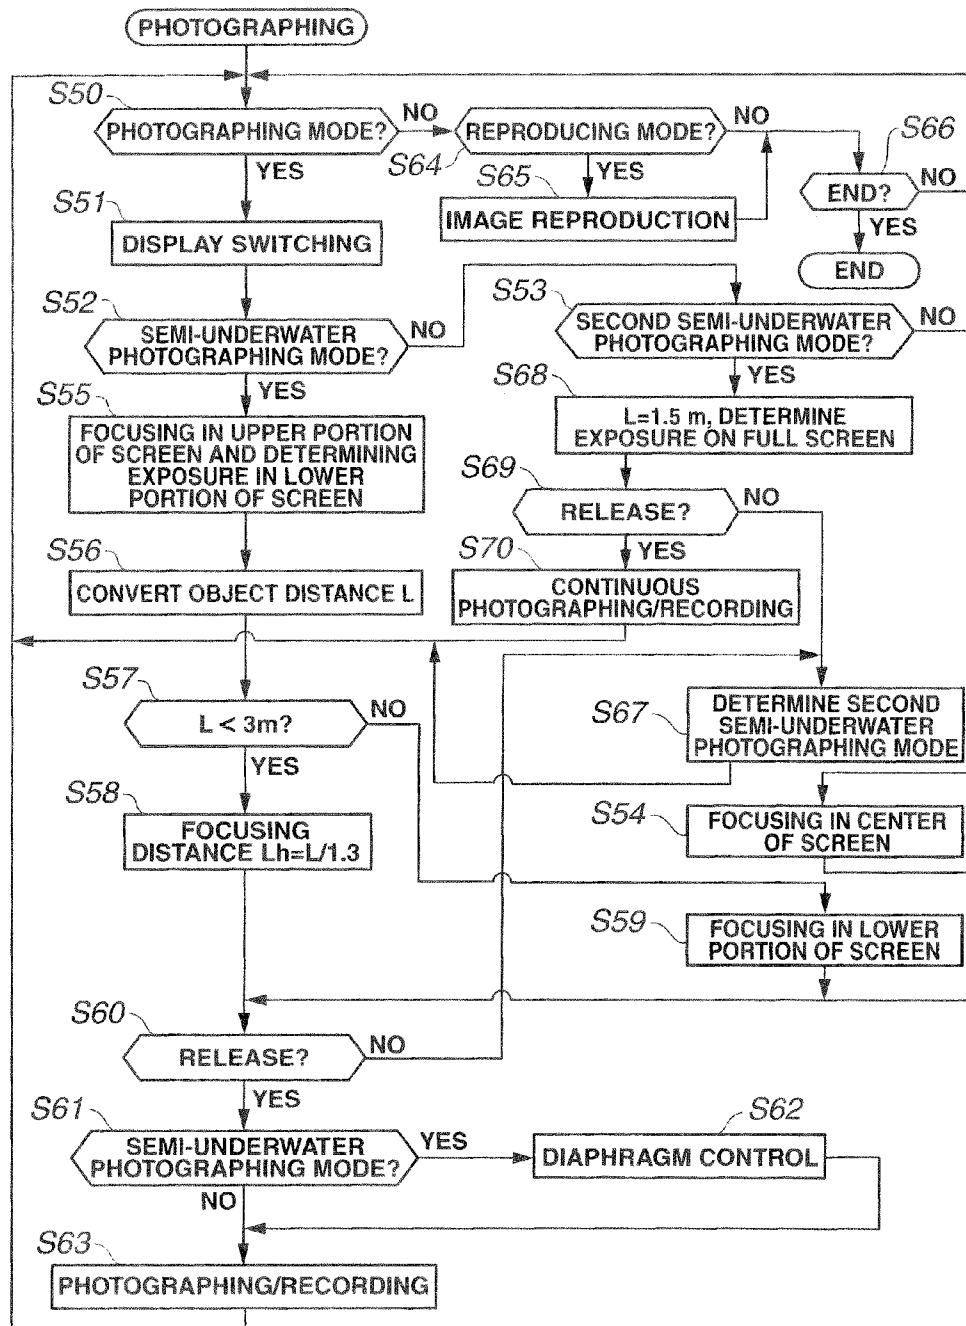 PHOTOGRAPHING
S50
PHOTOGRAPHING MODE?
NO
YES
REPRODUCING MODE?
S64
NO
YES
S65
IMAGE REPRODUCTION
S66
END?
NO
YES
END
S51
DISPLAY SWITCHING
S52
SEMI-UNDERWATER
PHOTOGRAPHING MODE?
NO
YES
S53
SECOND SEMI-UNDERWATER
PHOTOGRAPHING MODE?
NO
YES
S55
FOCUSING IN UPPER PORTION
OF SCREEN AND DETERMINING
EXPOSURE IN LOWER
PORTION OF SCREEN
S68
L=1.5 m, DETERMINE
EXPOSURE ON FULL SCREEN
S69
RELEASE?
NO
YES
S56
CONVERT OBJECT DISTANCE L
S70
CONTINUOUS
PHOTOGRAPHING/RECORDING
S57
L < 3m?
NO
YES
S67
DETERMINE SECOND
SEMI-UNDERWATER
PHOTOGRAPHING MODE
S58
FOCUSING
DISTANCE Lh=L/1.3
S54
FOCUSING IN CENTER
OF SCREEN
S59
FOCUSING IN LOWER
PORTION OF SCREEN
S60
RELEASE?
NO
YES
S61
SEMI-UNDERWATER
PHOTOGRAPHING MODE?
YES
NO
S62
DIAPHRAGM CONTROL
S63
PHOTOGRAPHING/RECORDING